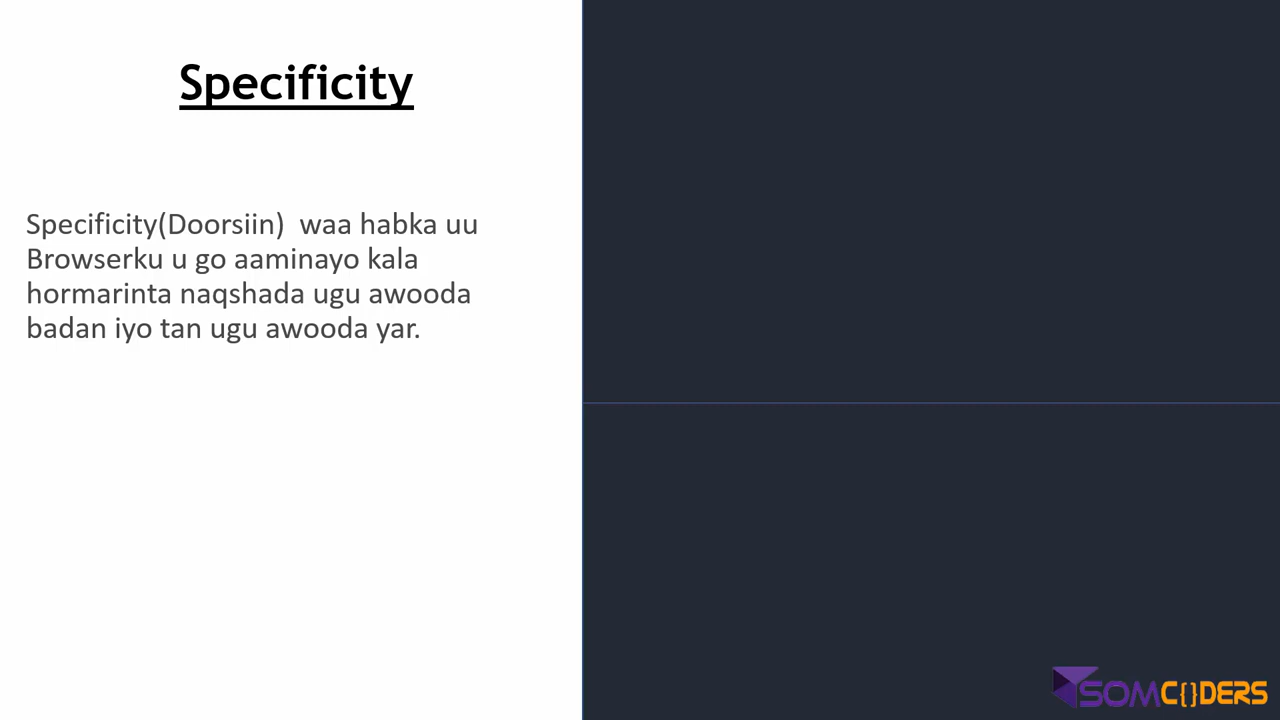 Specificity
Specificity(Doorsiin)  waa habka uu
Browserku u go aaminayo kala
hormarinta naqshada ugu awooda
badan iyo tan ugu awooda yar.
SOMC{}DERS